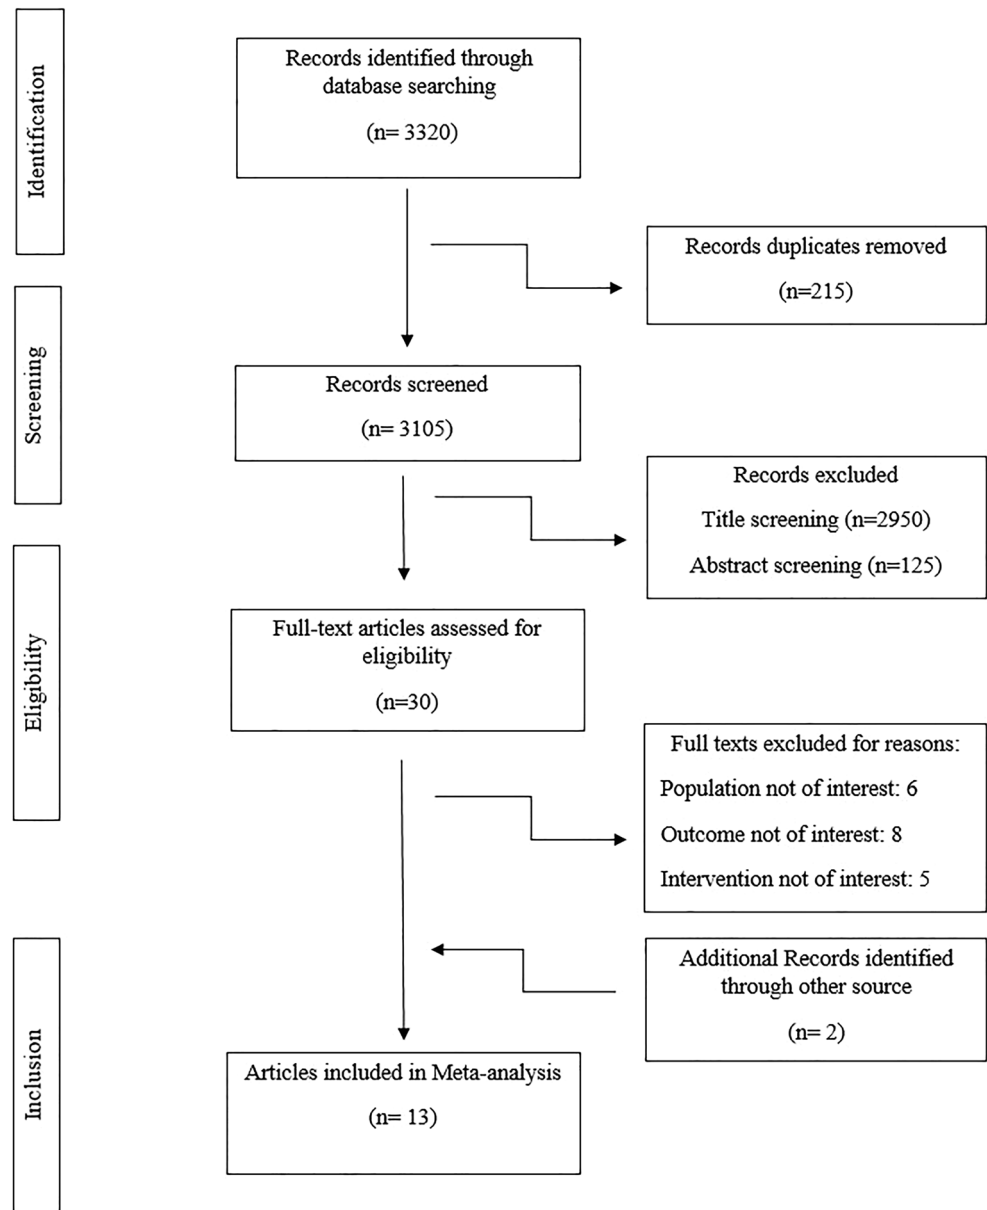 Identification
Records identified through
database searching
(n= 3320)
Records duplicates removed
(n=215)
Screening
Records screened
(n= 3105)
Records excluded
Title screening (n=2950)
Abstract screening (n=125)
Eligibility
Full-text articles assessed for
eligibility
(n=30)
Full texts excluded for reasons:
Population not of interest: 6
Outcome not of interest: 8
Intervention not of interest: 5
Additional Records identified
through other source
(n= 2)
Inclusion
Articles included in Meta-analysis
(n= 13)